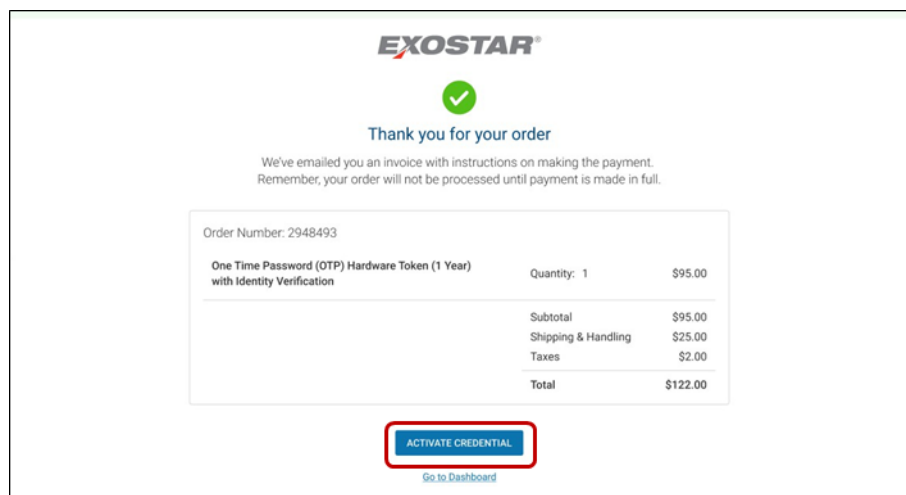 EXOSTAR®
Thank you for your order
We've emailed you an invoice with instructions on making the payment.
Remember, your order will not be processed until payment is made in full.
Order Number: 2948493
One Time Password (OTP) Hardware Token (1 Year)
with Identity Verification
Quantity: 1 $95.00
Subtotal $95.00
Shipping & Handling $25.00
Taxes $2.00
Total $122.00
ACTIVATE CREDENTIAL
Go to Dashboard